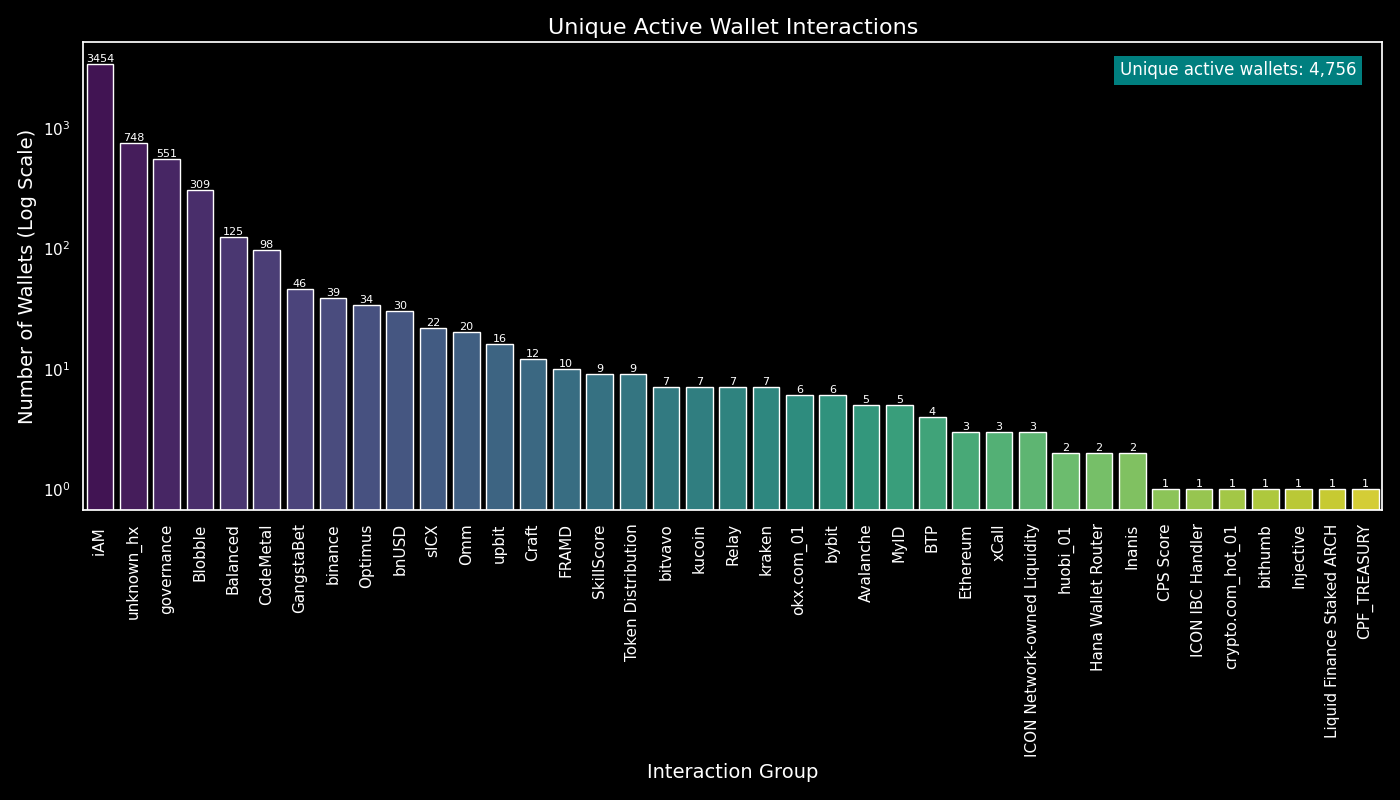 Unique Active Wallet Interactions
Unique active wallets: 4,756
Number of Wallets (Log Scale)
10³
10²
10¹
10⁰
3454
748
551
309
125
98
46
39
34
30
22
20
16
12
10
9
9
7
7
7
7
6
6
5
5
4
3
3
3
2
2
2
1
1
1
1
1
1
1
iAM
unknown_hx
governance
Blobble
Balanced
CodeMetal
GangstaBet
binance
Optimus
bnUSD
sICX
Omm
upbit
Craft
FRAMD
SkillScore
Token Distribution
bitvavo
kucoin
Relay
kraken
okx.com_01
bybit
Avalanche
MyID
BTP
Ethereum
xCall
ICON Network-owned Liquidity
huobi_01
Hana Wallet Router
Inanis
CPS Score
ICON IBC Handler
crypto.com_hot_01
bithumb
Injective
Liquid Finance Staked ARCH
CPF_TREASURY
Interaction Group